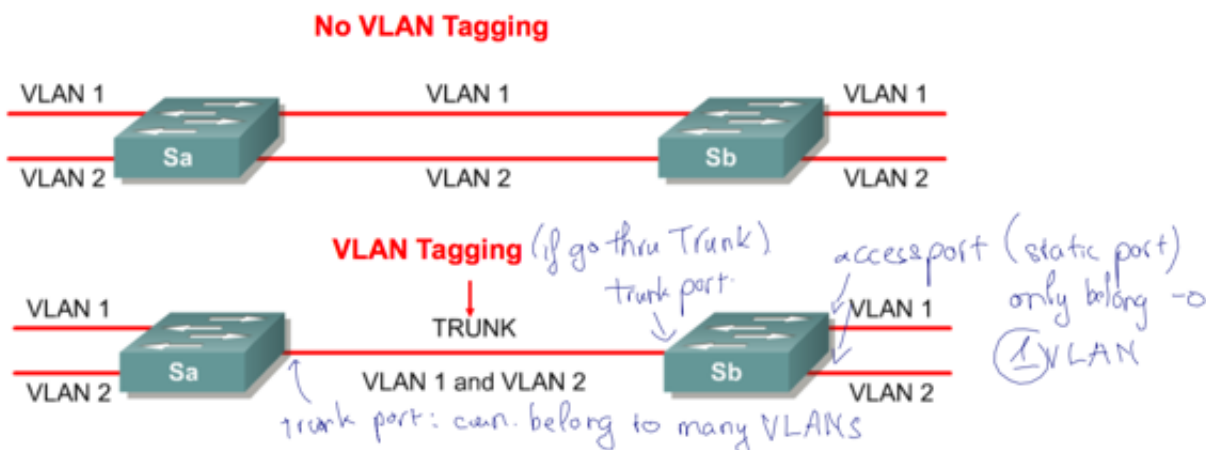 No VLAN Tagging
VLAN 1 VLAN 1 VLAN 1
Sa Sb
VLAN 2 VLAN 2 VLAN 2
VLAN Tagging (if go thru Trunk)
trunk port.
access port (static port)
only belong
1 VLAN
VLAN 1 TRUNK VLAN 1
Sa Sb
VLAN 2 VLAN 1 and VLAN 2 VLAN 2
trunk port: can. belong to many VLANs